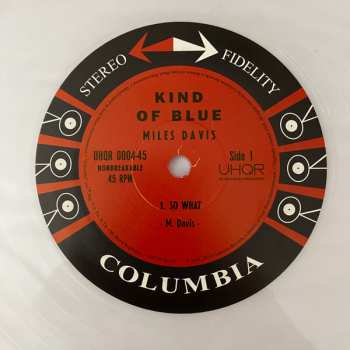 STEREO FIDELITY
KIND
OF BLUE
MILES DAVIS
UHQR 0004-45
NONBREAKABLE
45 RPM
Side 1
UHQR
1. SO WHAT
- M. Davis -
COLUMBIA